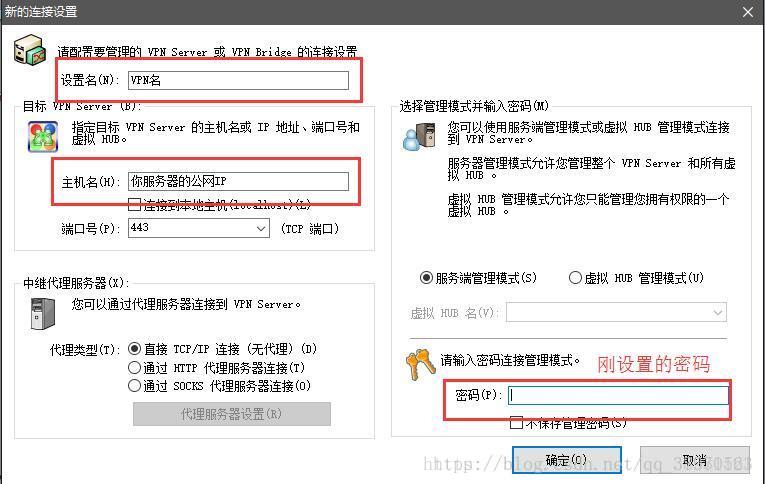 新的连接设置
请配置要管理的 VPN Server 或 VPN Bridge 的连接设置
设置名(N): VPN名
目标 VPN Server (B):
指定目标 VPN Server 的主机名或 IP 地址、端口号和
虚拟 HUB。
主机名(H): 你服务器的公网IP
连接到本地主机(localhost)(L)
端口号(P): 443 (TCP 端口)
中继代理服务器(X):
您可以通过代理服务器连接到 VPN Server。
代理类型(T): 直接 TCP/IP 连接 (无代理) (D)
通过 HTTP 代理服务器连接(T)
通过 SOCKS 代理服务器连接(O)
代理服务器设置(R)
选择管理模式并输入密码(M)
您可以使用服务端管理模式或虚拟 HUB 管理模式连接
到 VPN Server。
服务器管理模式允许您管理整个 VPN Server 和所有虚
拟 HUB 。
虚拟 HUB 管理模式允许您只能管理您拥有权限的一个
虚拟 HUB 。
服务端管理模式(S) 虚拟 HUB 管理模式(U)
虚拟 HUB 名(V):
请输入密码连接管理模式。 刚设置的密码
密码(P):
不保存管理密码(S)
确定(O) 取消